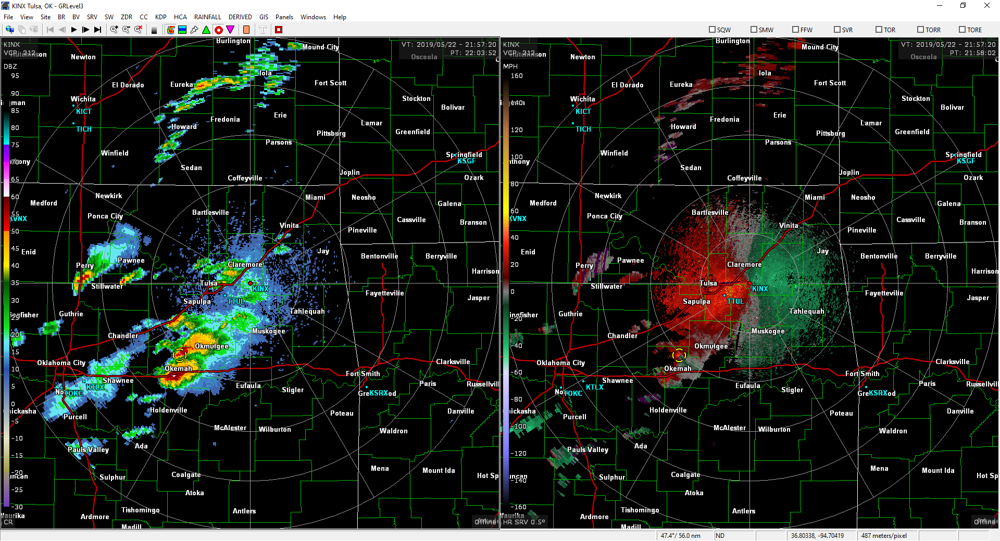 KINX Tulsa, OK - GRLevel3
File View Site BR BV SRV SW ZDR CC KDP HCA RAINFALL DERIVED GIS Panels Windows Help
SQW SMW FFW SVR TOR TORR TORE
KINX
VCP: 212
VT: 2019/05/22 - 21:57:20
PT: 22:03:52
DBZ
95
90
85
80
75
70
65
60
55
50
45
40
35
30
25
20
15
10
5
0
-5
-10
-15
-20
-25
-30
CR
Burlington
Mound City
Osceola
Newton
Iola
El Dorado
Eureka
Fort Scott
Wichita
Stockton
KICT
Bolivar
TICH
Howard
Fredonia
Erie
Lamar
Greenfield
Pittsburg
Parsons
Winfield
Springfield
KSGF
Sedan
Joplin
Coffeyville
Ozark
Medford
Newkirk
Miami
Neosho
Galena
Ponca City
Bartlesville
KVNX
Cassville
Branson
Vinita
Pineville
Enid
Pawnee
Jay
Bentonville
Berryville
Perry
Claremore
Harrison
Stillwater
Tulsa
KINX
Fayetteville
Sapulpa
TTUL
Jasper
Guthrie
Tahlequah
Chandler
Muskogee
Okmulgee
Oklahoma City
Okemah
Clarksville
Fort Smith
Shawnee
KTLX
Eufaula
Stigler
Paris
Russellvil
TOKC
KSRX
Purcell
Holdenville
Poteau
Danville
McAlester
Wilburton
Waldron
Pauls Valley
Ada
Mena
Mount Ida
Hot Sp
Sulphur
Coalgate
Atoka
Tishomingo
Antlers
Ardmore
Madill
Offline
KINX
VCP: 212
VT: 2019/05/22 - 21:57:20
PT: 21:58:02
MPH
160
140
120
100
80
60
40
20
0
-20
-40
-60
-80
-100
-120
-140
-160
HR SRV 0.5°
Burlington
Mound City
Osceola
Newton
Iola
El Dorado
Eureka
Fort Scott
Wichita
Stockton
KICT
Bolivar
TICH
Howard
Fredonia
Erie
Lamar
Greenfield
Pittsburg
Parsons
Winfield
Springfield
KSGF
Sedan
Joplin
Coffeyville
Ozark
Medford
Newkirk
Miami
Neosho
Galena
Ponca City
Bartlesville
KVNX
Cassville
Branson
Vinita
Pineville
Enid
Pawnee
Jay
Bentonville
Berryville
Perry
Claremore
Harrison
Stillwater
Tulsa
KINX
Fayetteville
Sapulpa
TTUL
Jasper
Guthrie
Tahlequah
Chandler
Muskogee
Okmulgee
Oklahoma City
Okemah
Clarksville
Fort Smith
Shawnee
KTLX
Eufaula
Stigler
Paris
Russellvil
TOKC
KSRX
Purcell
Holdenville
Poteau
Danville
McAlester
Wilburton
Waldron
Pauls Valley
Ada
Mena
Mount Ida
Hot Sp
Sulphur
Coalgate
Atoka
Tishomingo
Antlers
Ardmore
Madill
Offline
47.4°/ 56.0 nm ND 36.80338, -94.70419 487 meters/pixel